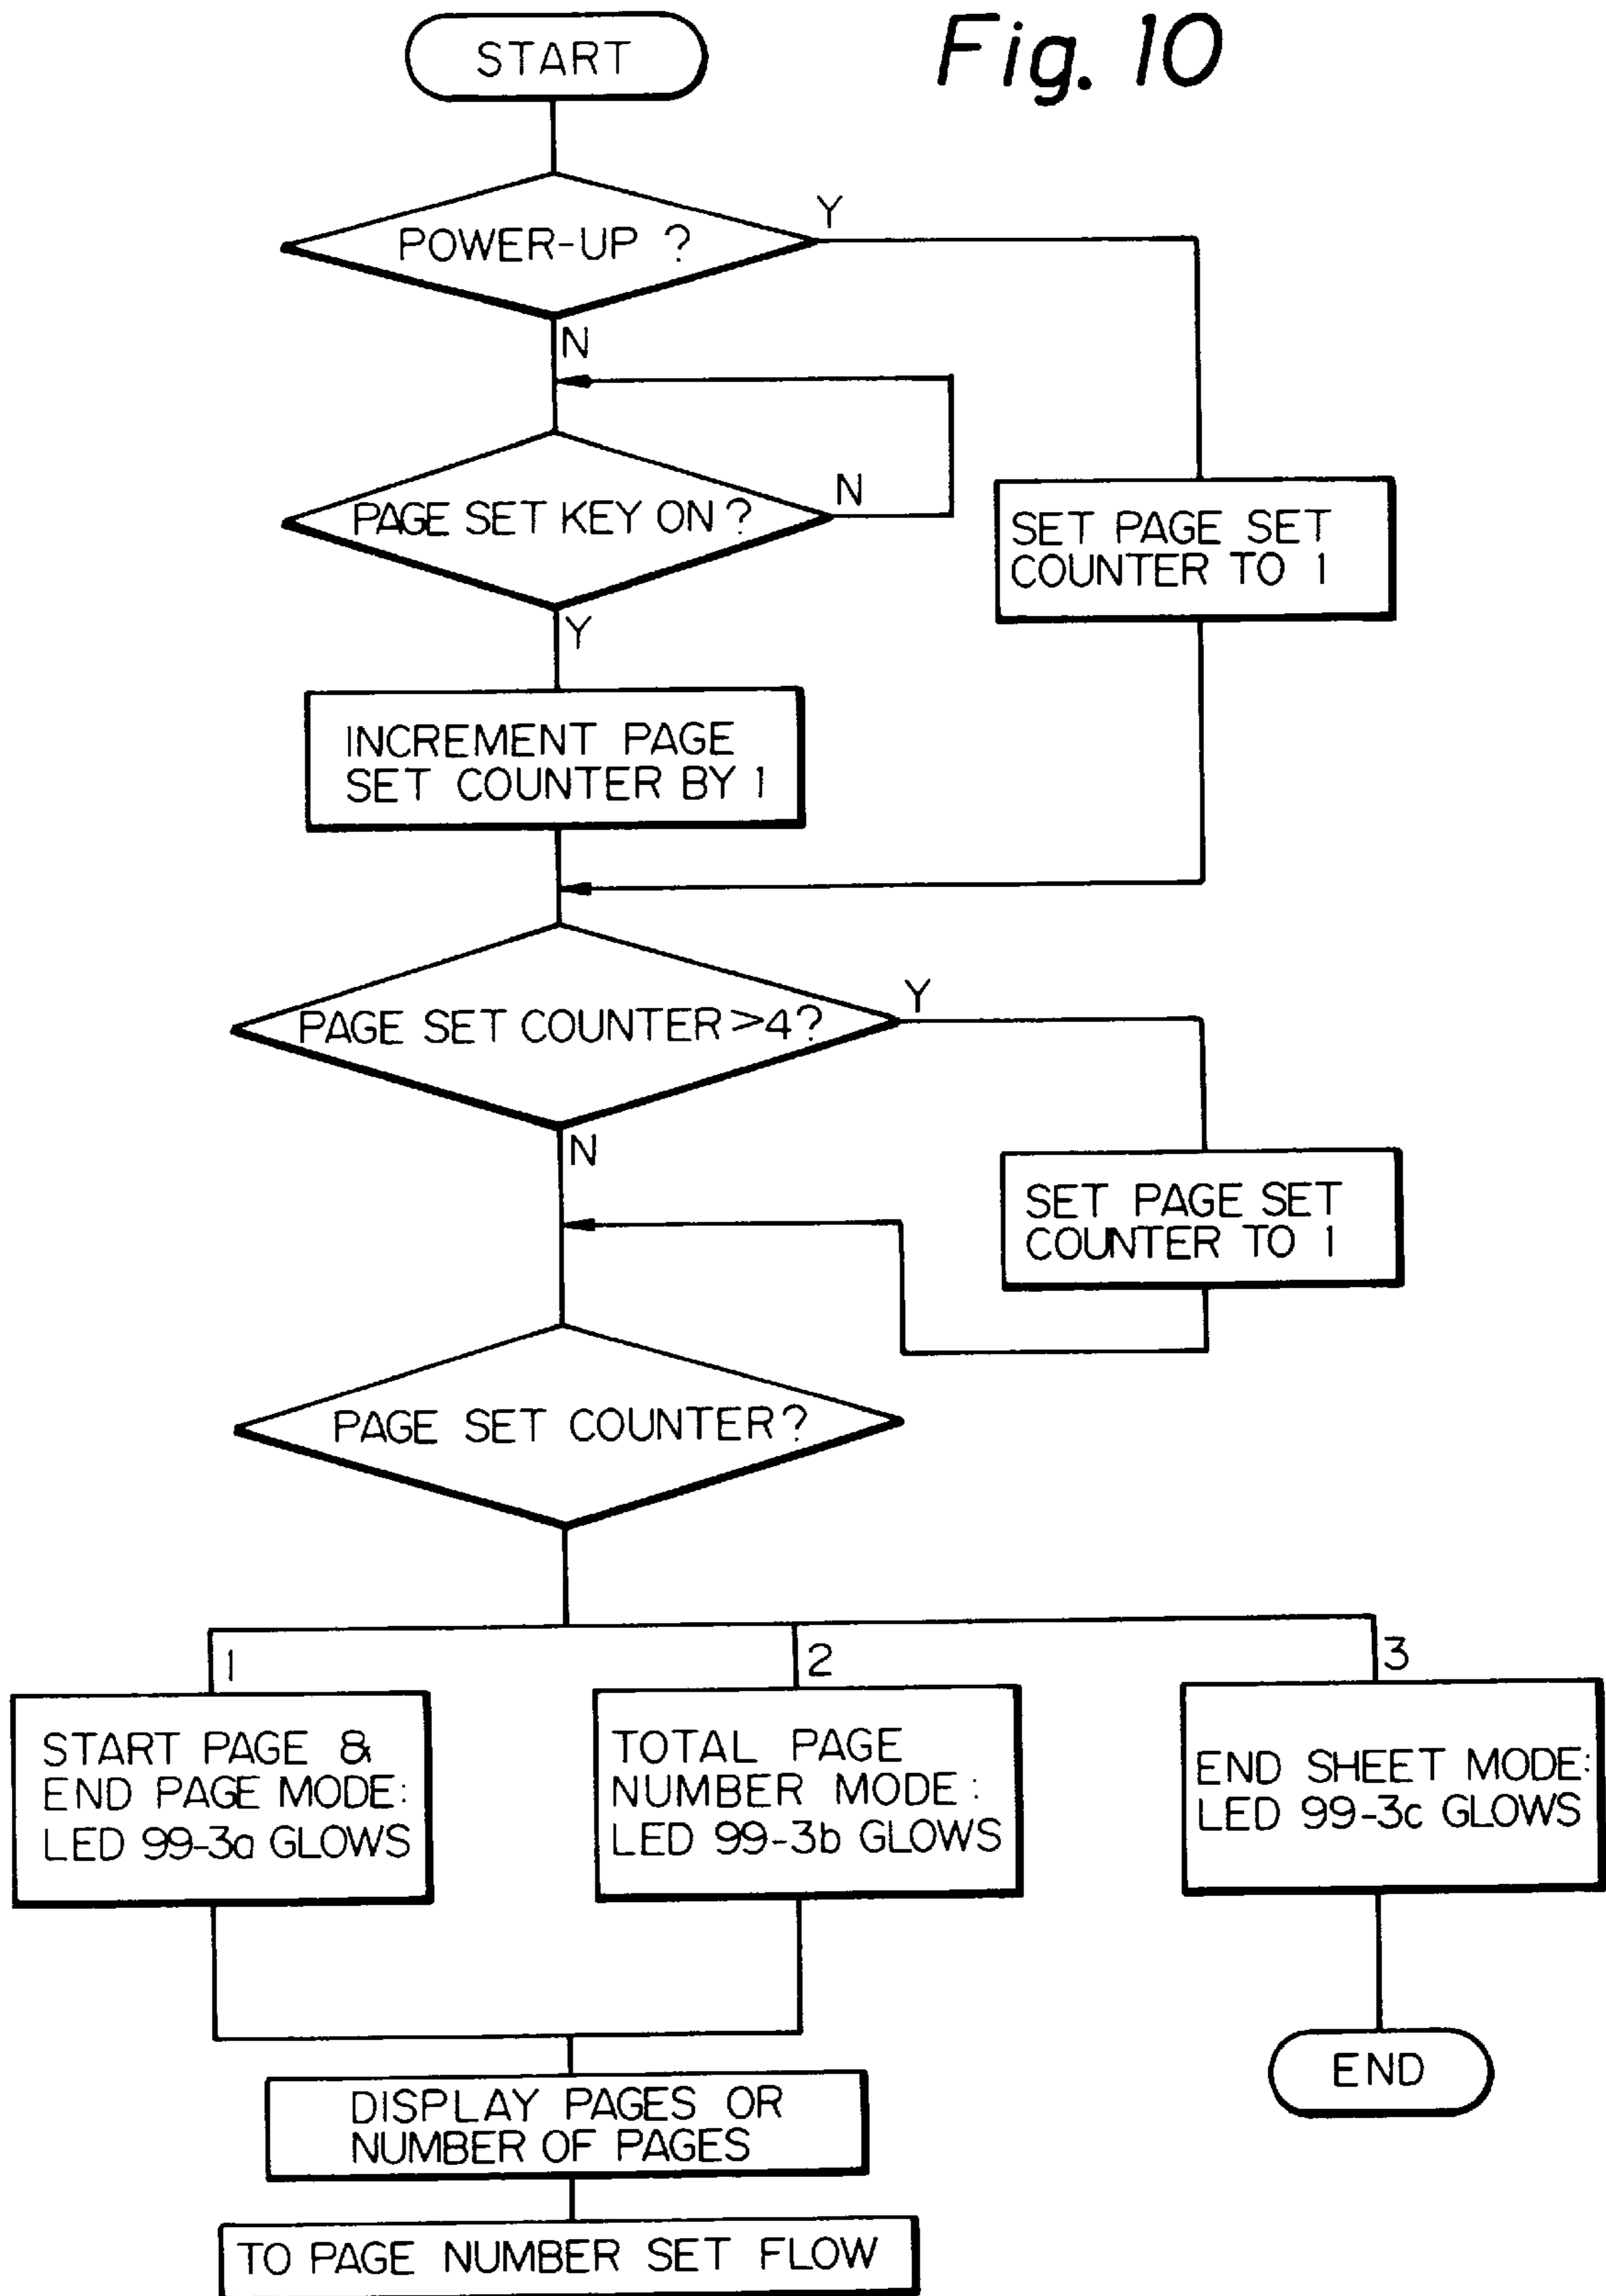 Fig. 10
START
POWER-UP ?
Y
N
PAGE SET KEY ON ?
N
Y
SET PAGE SET
COUNTER TO 1
INCREMENT PAGE
SET COUNTER BY 1
PAGE SET COUNTER >4?
Y
N
SET PAGE SET
COUNTER TO 1
PAGE SET COUNTER?
1
2
3
START PAGE &
END PAGE MODE:
LED 99-3a GLOWS
TOTAL PAGE
NUMBER MODE :
LED 99-3b GLOWS
END SHEET MODE:
LED 99-3c GLOWS
END
DISPLAY PAGES OR
NUMBER OF PAGES
TO PAGE NUMBER SET FLOW